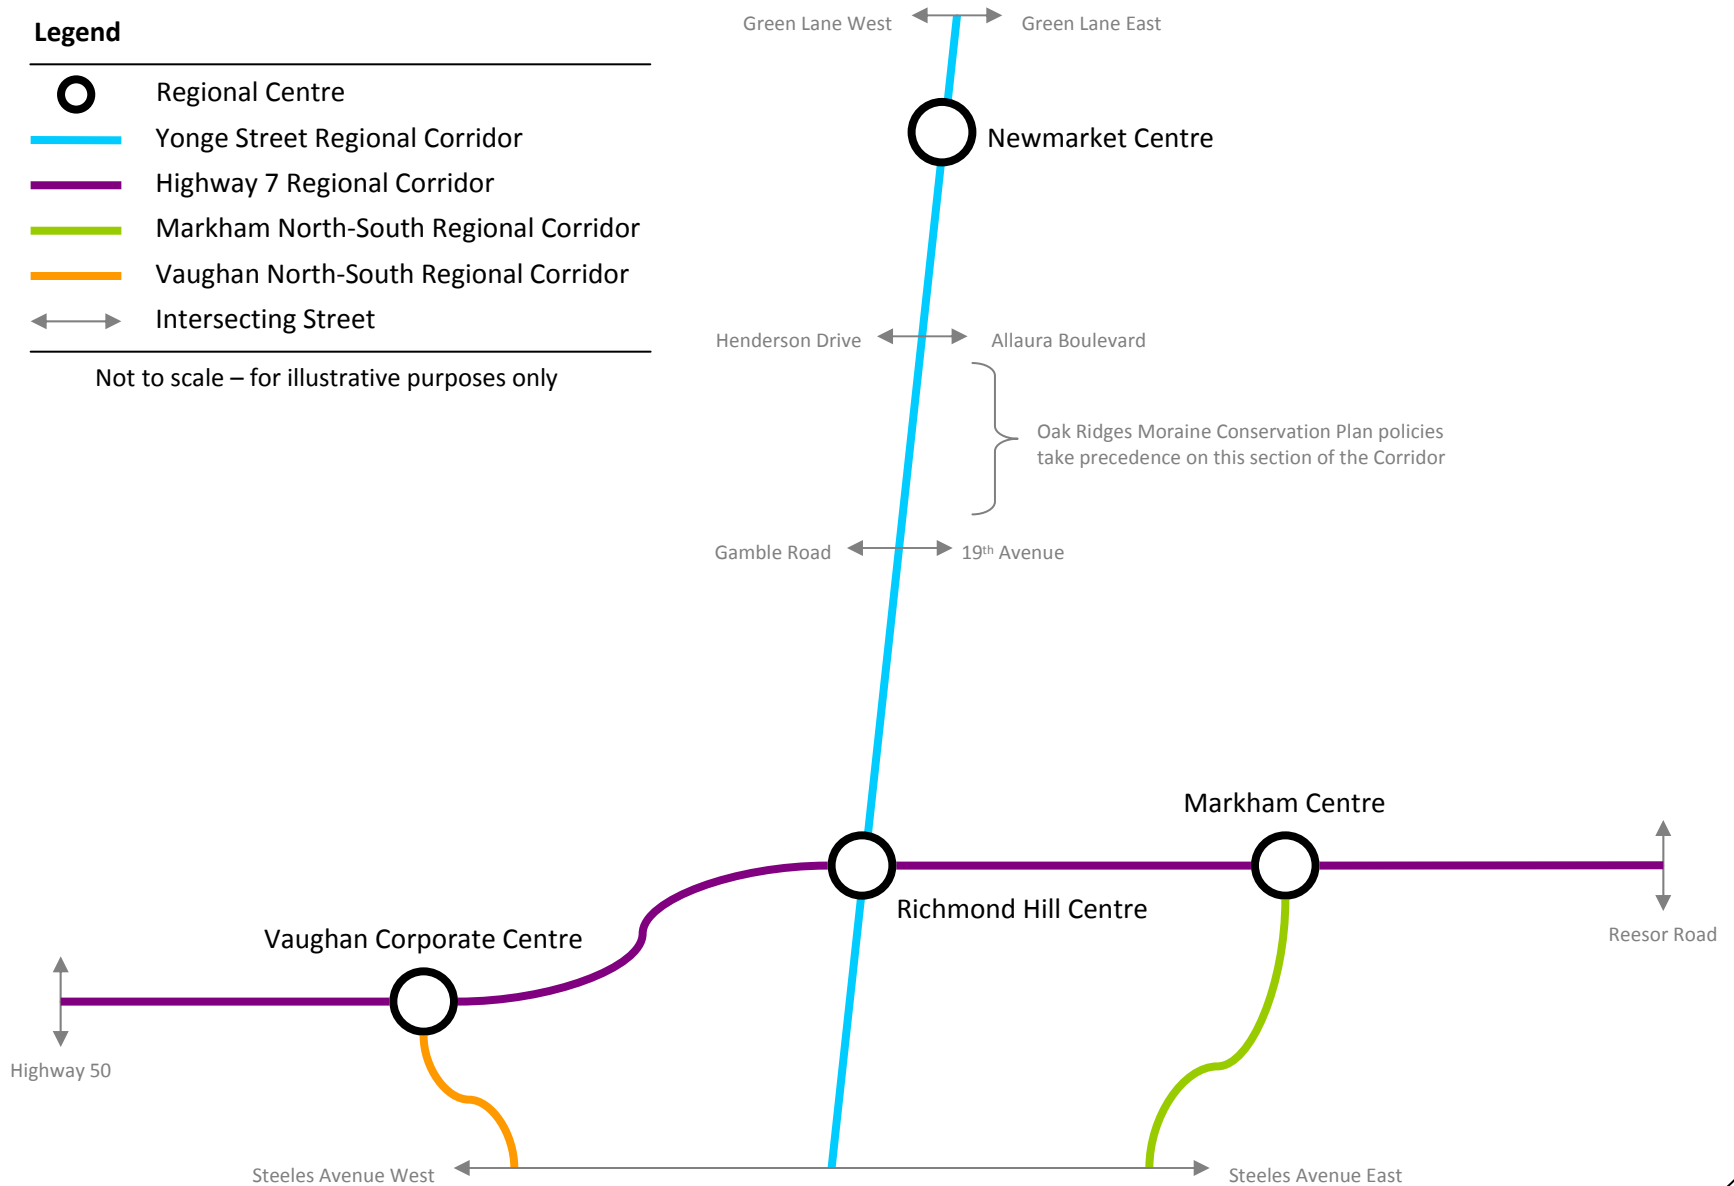 Legend
Regional Centre
Yonge Street Regional Corridor
Highway 7 Regional Corridor
Markham North-South Regional Corridor
Vaughan North-South Regional Corridor
Intersecting Street
Not to scale – for illustrative purposes only
Green Lane West
Green Lane East
Newmarket Centre
Henderson Drive
Allaura Boulevard
Oak Ridges Moraine Conservation Plan policies
take precedence on this section of the Corridor
Gamble Road
19th Avenue
Markham Centre
Richmond Hill Centre
Reesor Road
Vaughan Corporate Centre
Highway 50
Steeles Avenue West
Steeles Avenue East